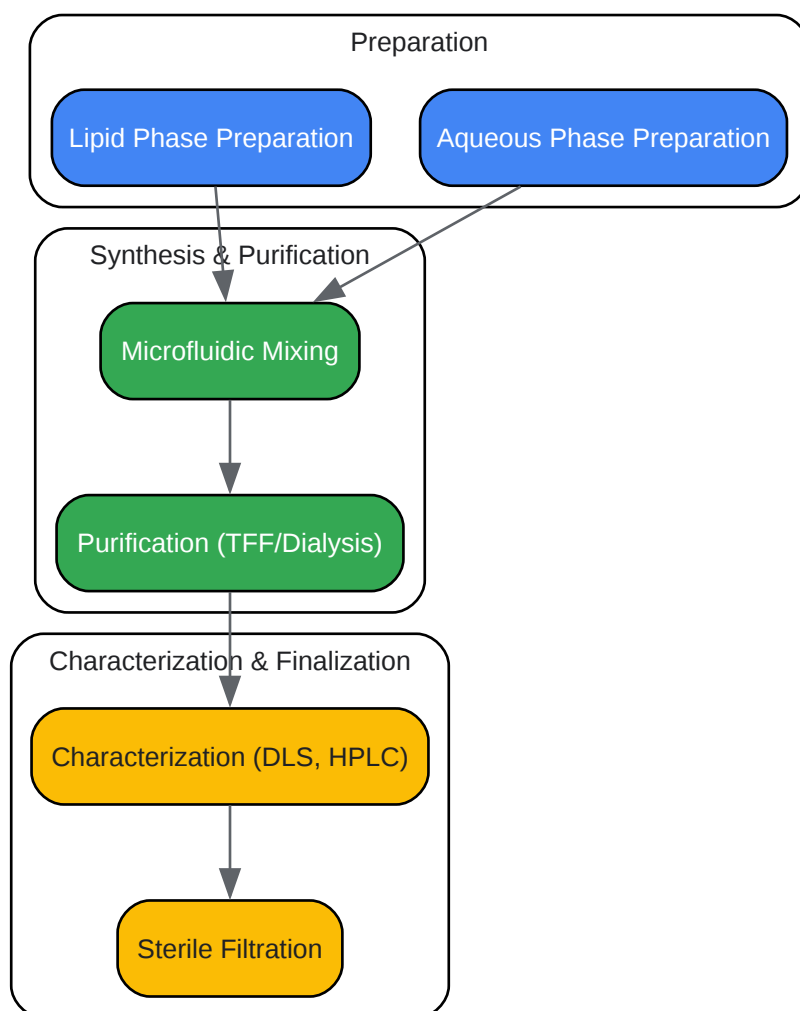 Preparation
Lipid Phase Preparation
Aqueous Phase Preparation
Synthesis & Purification
Microfluidic Mixing
Purification (TFF/Dialysis)
Characterization & Finalization
Characterization (DLS, HPLC)
Sterile Filtration